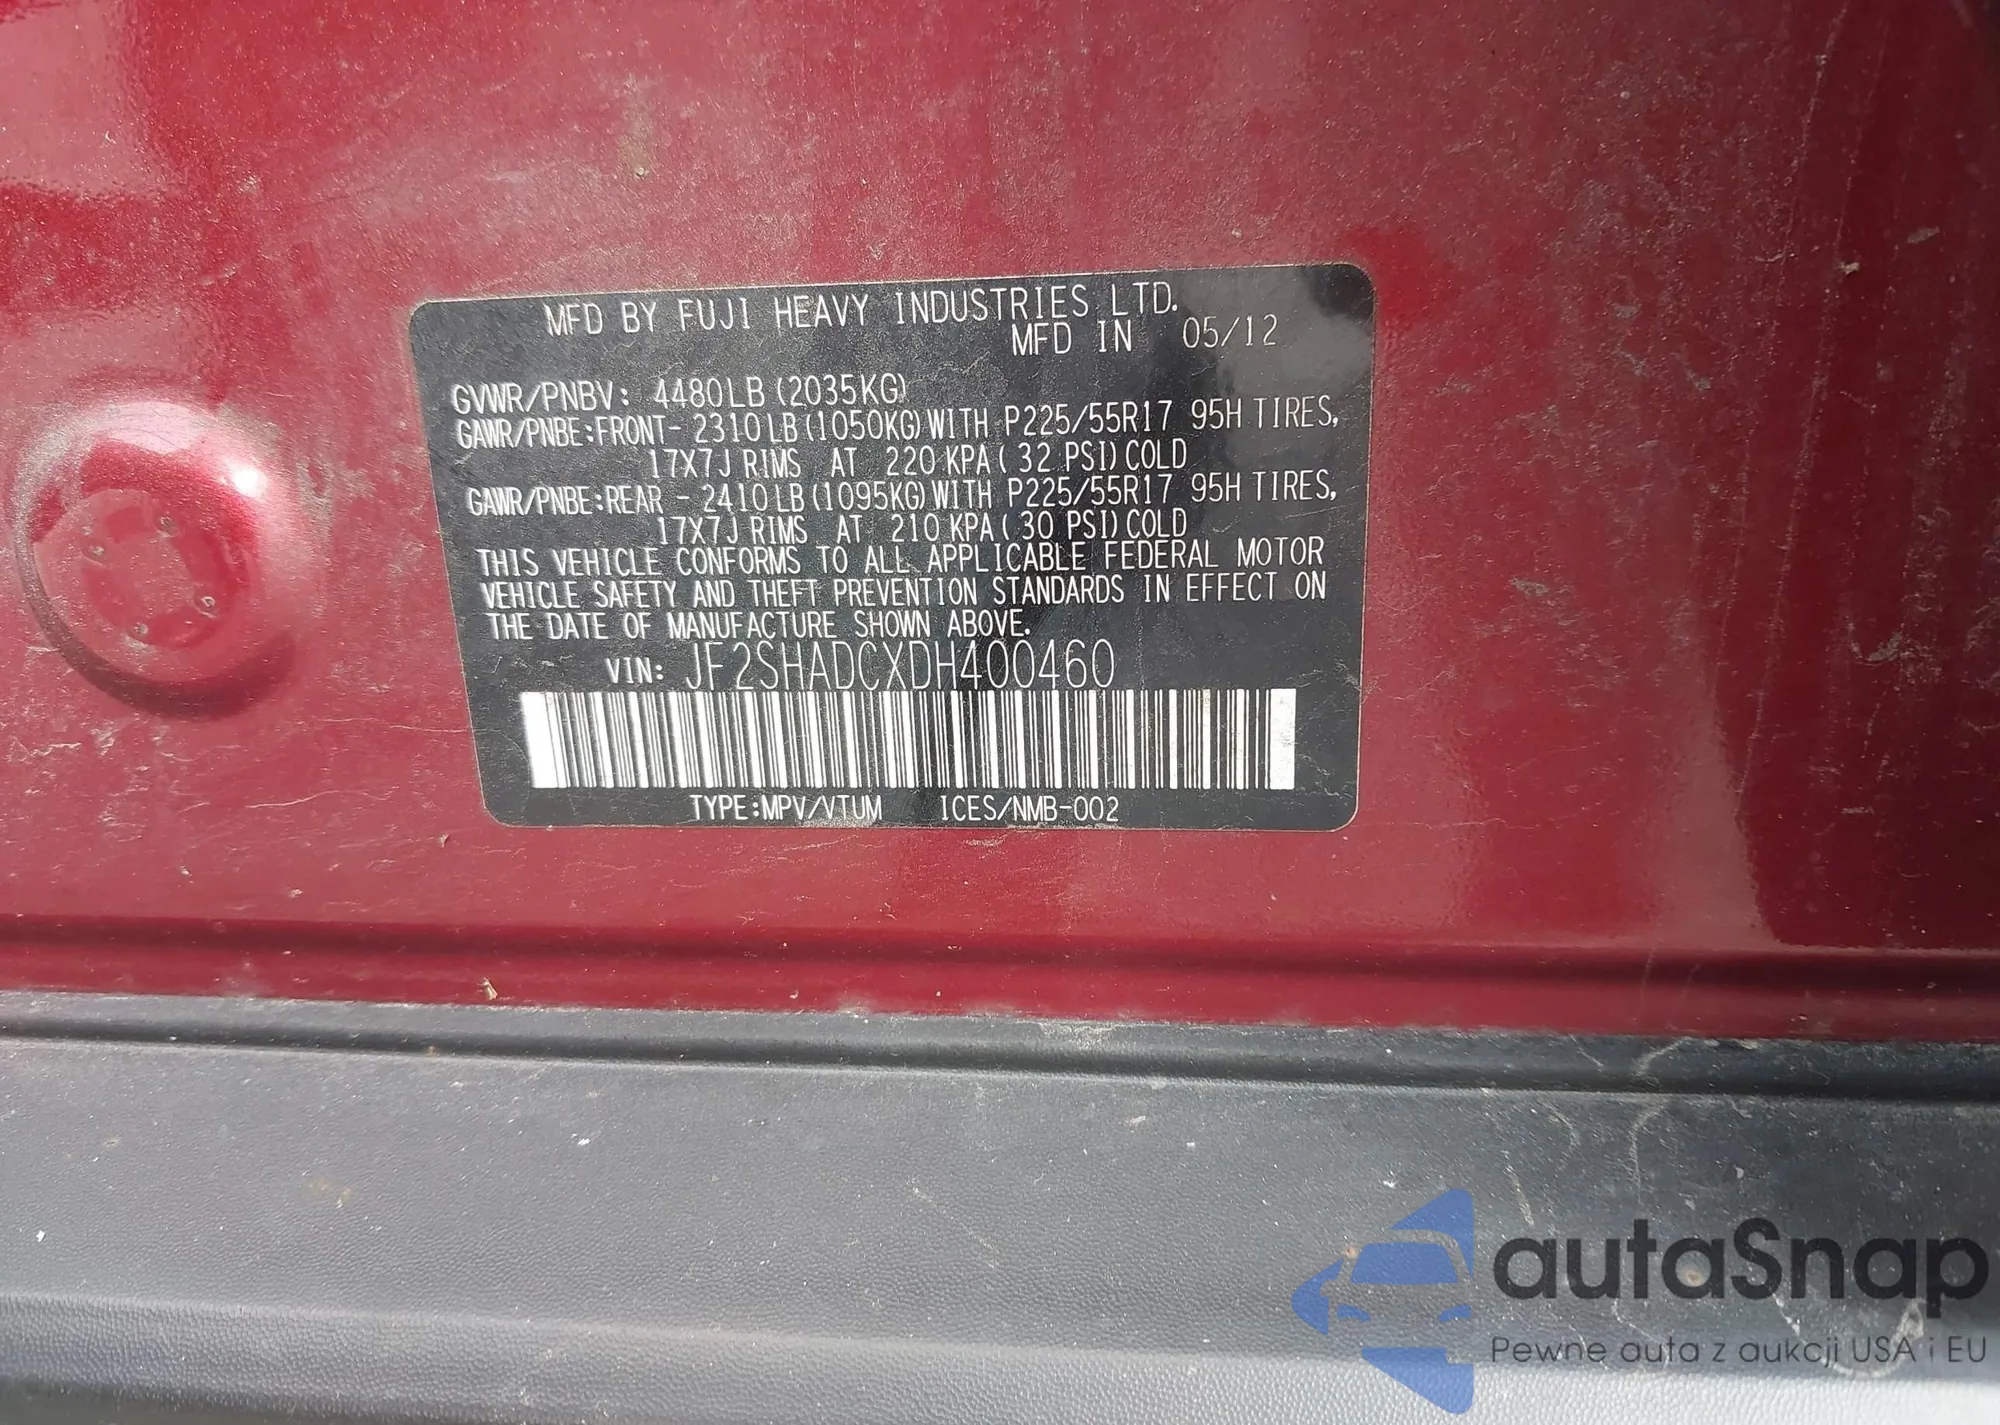 MFD BY FUJI HEAVY INDUSTRIES LTD.
MFD IN 05/12
GVWR/PNBV: 4480LB (2035KG)
GAWR/PNBE:FRONT- 2310LB (1050KG) WITH P225/55R17 95H TIRES,
17X7J RIMS AT 220 KPA ( 32 PSI) COLD
GAWR/PNBE:REAR - 2410LB (1095KG) WITH P225/55R17 95H TIRES,
17X7J RIMS AT 210 KPA ( 30 PSI) COLD
THIS VEHICLE CONFORMS TO ALL APPLICABLE FEDERAL MOTOR
VEHICLE SAFETY AND THEFT PREVENTION STANDARDS IN EFFECT ON
THE DATE OF MANUFACTURE SHOWN ABOVE.
VIN: JF2SHADCXDH400460
TYPE:MPV/VTUM ICES/NMB-002
autaSnap
Pewne auta z aukcji USA i EU